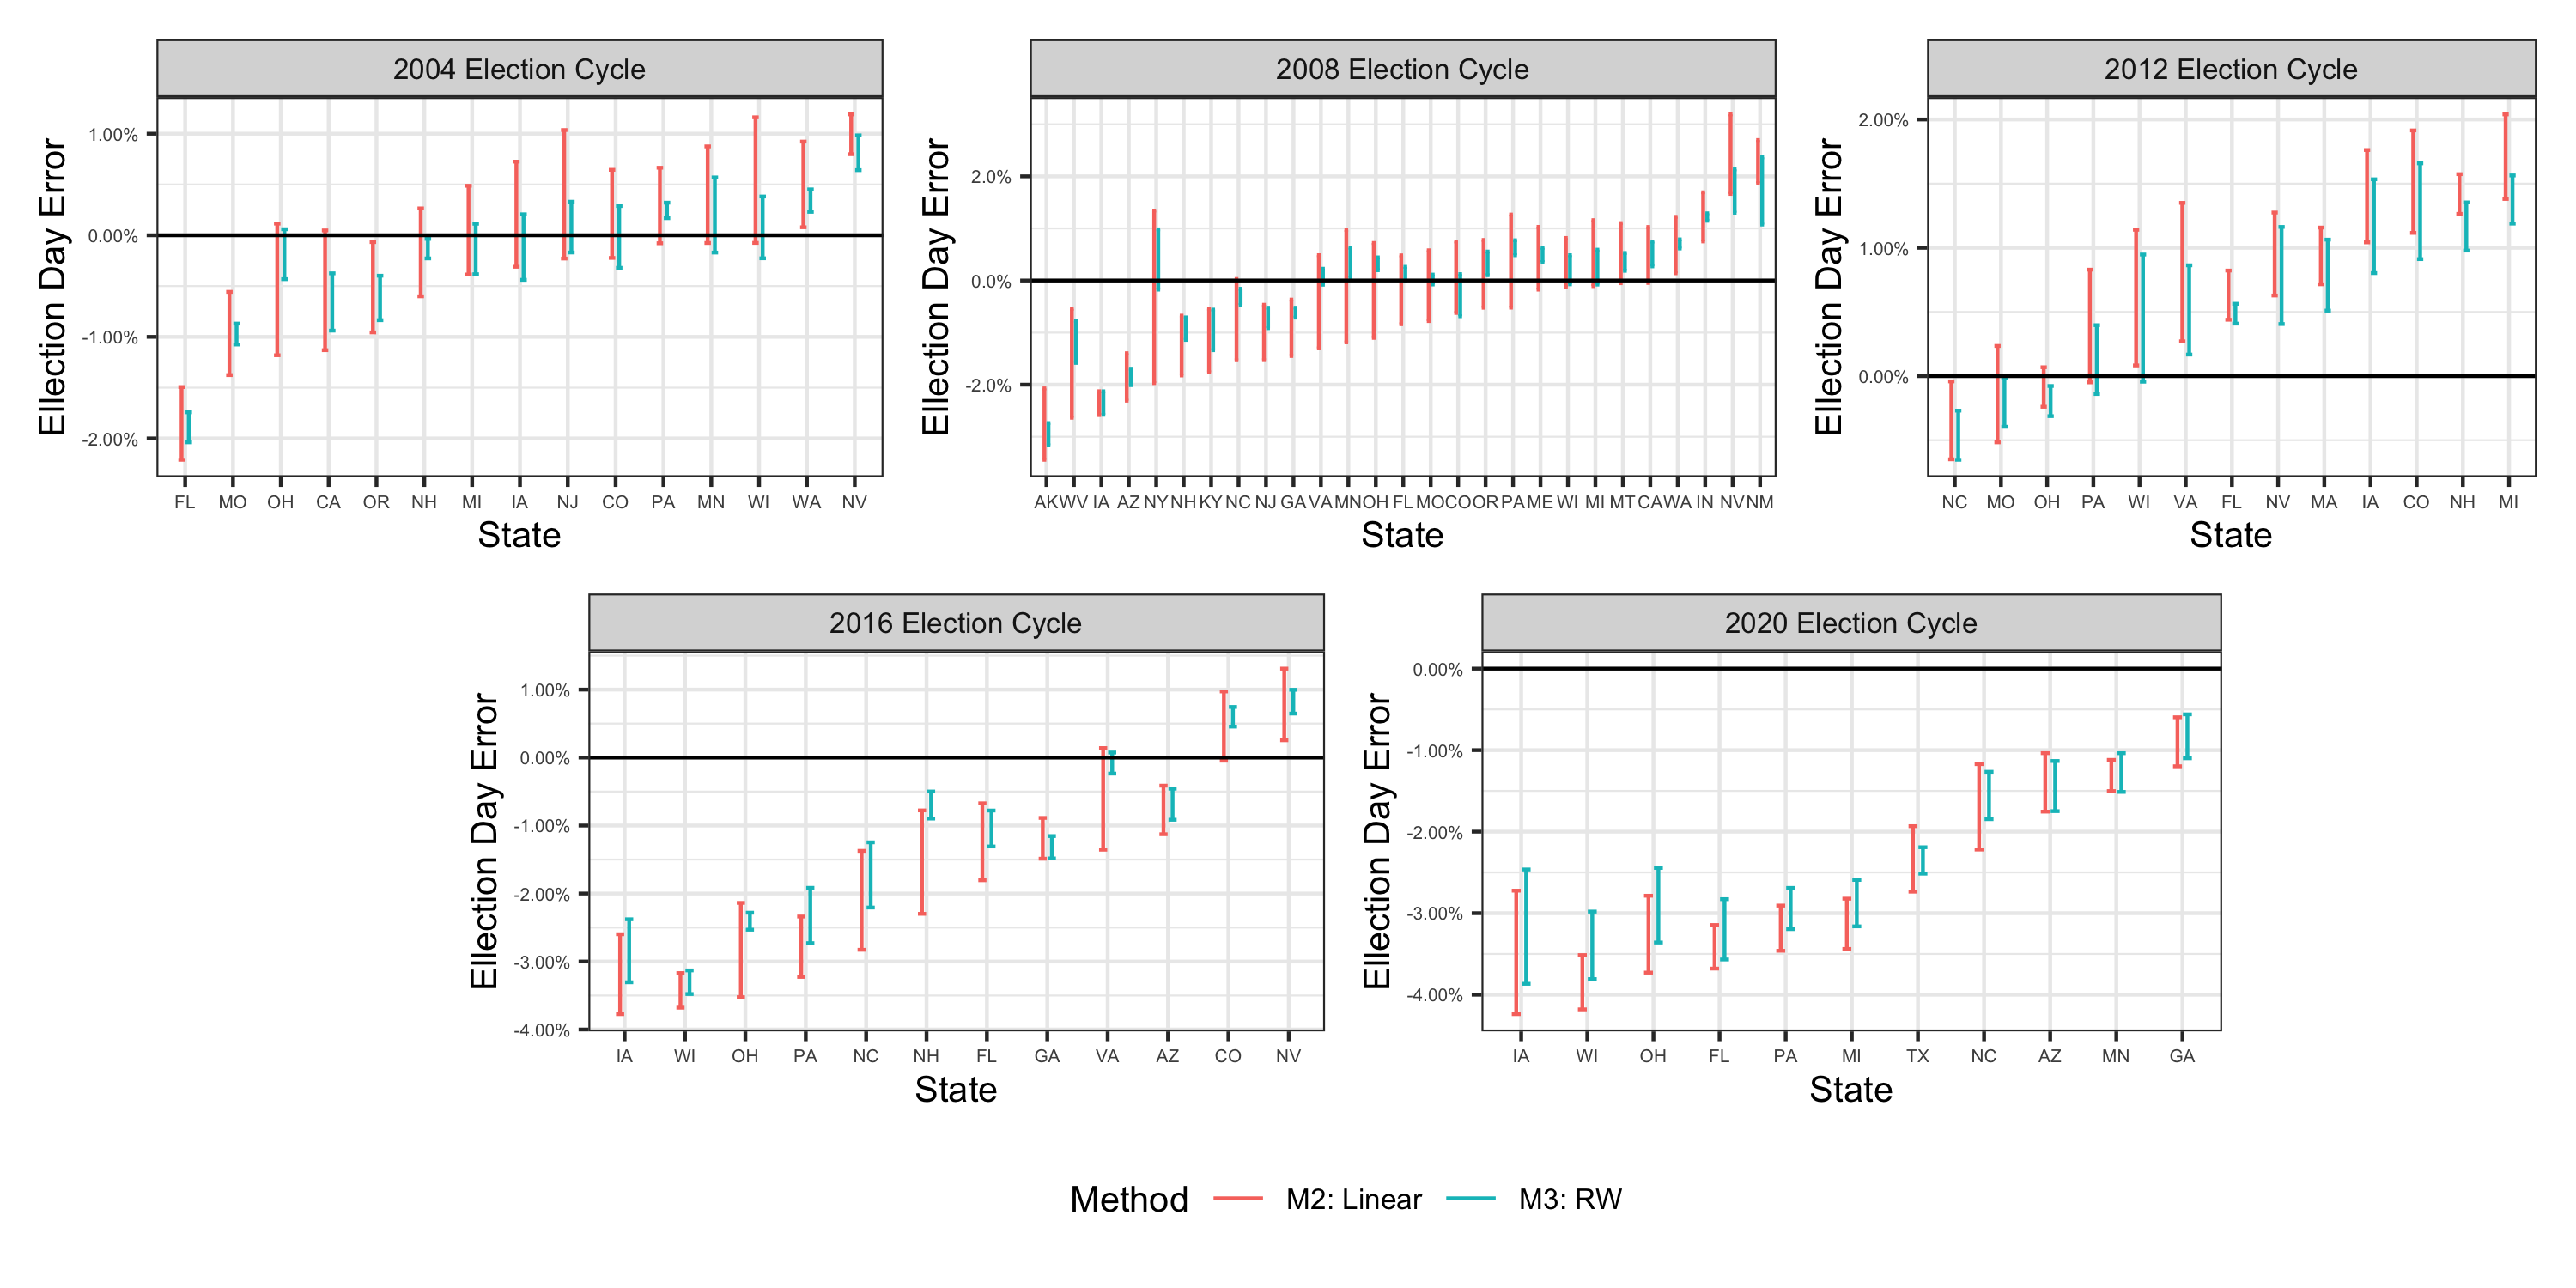 2004 Election Cycle
Ellection Day Error
1.00%
0.00%
-1.00%
-2.00%
FL MO OH CA OR NH MI IA NJ CO PA MN WI WA NV
State
2008 Election Cycle
Ellection Day Error
2.0%
0.0%
-2.0%
AK WV IA AZ NY NH KY NC NJ GA VA MN OH FL MO CO OR PA ME WI MI MT CA WA IN NV NM
State
2012 Election Cycle
Ellection Day Error
2.00%
1.00%
0.00%
NC MO OH PA WI VA FL NV MA IA CO NH MI
State
2016 Election Cycle
Ellection Day Error
1.00%
0.00%
-1.00%
-2.00%
-3.00%
-4.00%
IA WI OH PA NC NH FL GA VA AZ CO NV
State
2020 Election Cycle
Ellection Day Error
0.00%
-1.00%
-2.00%
-3.00%
-4.00%
IA WI OH FL PA MI TX NC AZ MN GA
State
Method M2: Linear M3: RW